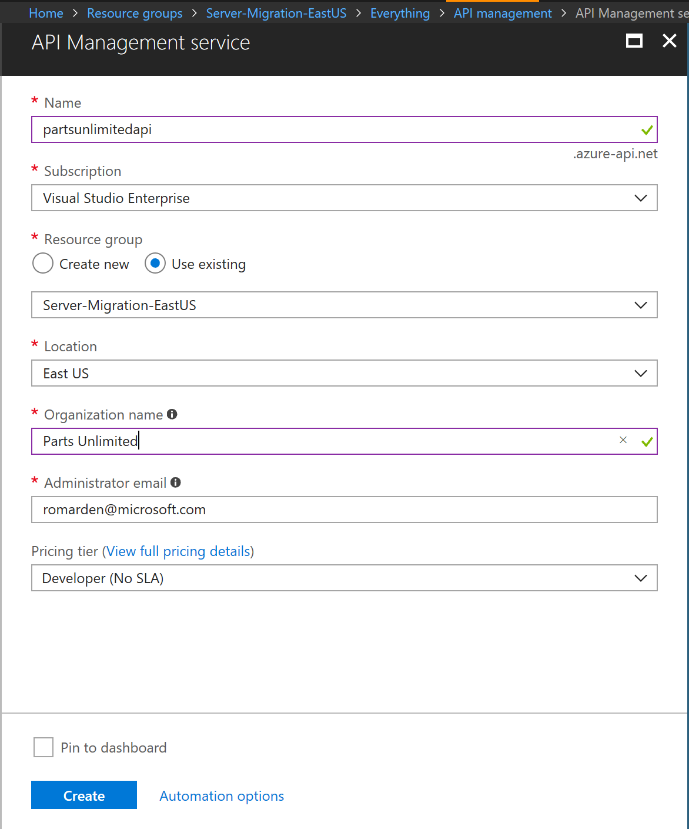 Home > Resource groups > Server-Migration-EastUS > Everything > API management > API Management se
API Management service
* Name
partsunlimitedapi
.azure-api.net
* Subscription
Visual Studio Enterprise
* Resource group
Create new Use existing
Server-Migration-EastUS
* Location
East US
* Organization name
Parts Unlimited
* Administrator email
romarden@microsoft.com
Pricing tier (View full pricing details)
Developer (No SLA)
Pin to dashboard
Create Automation options